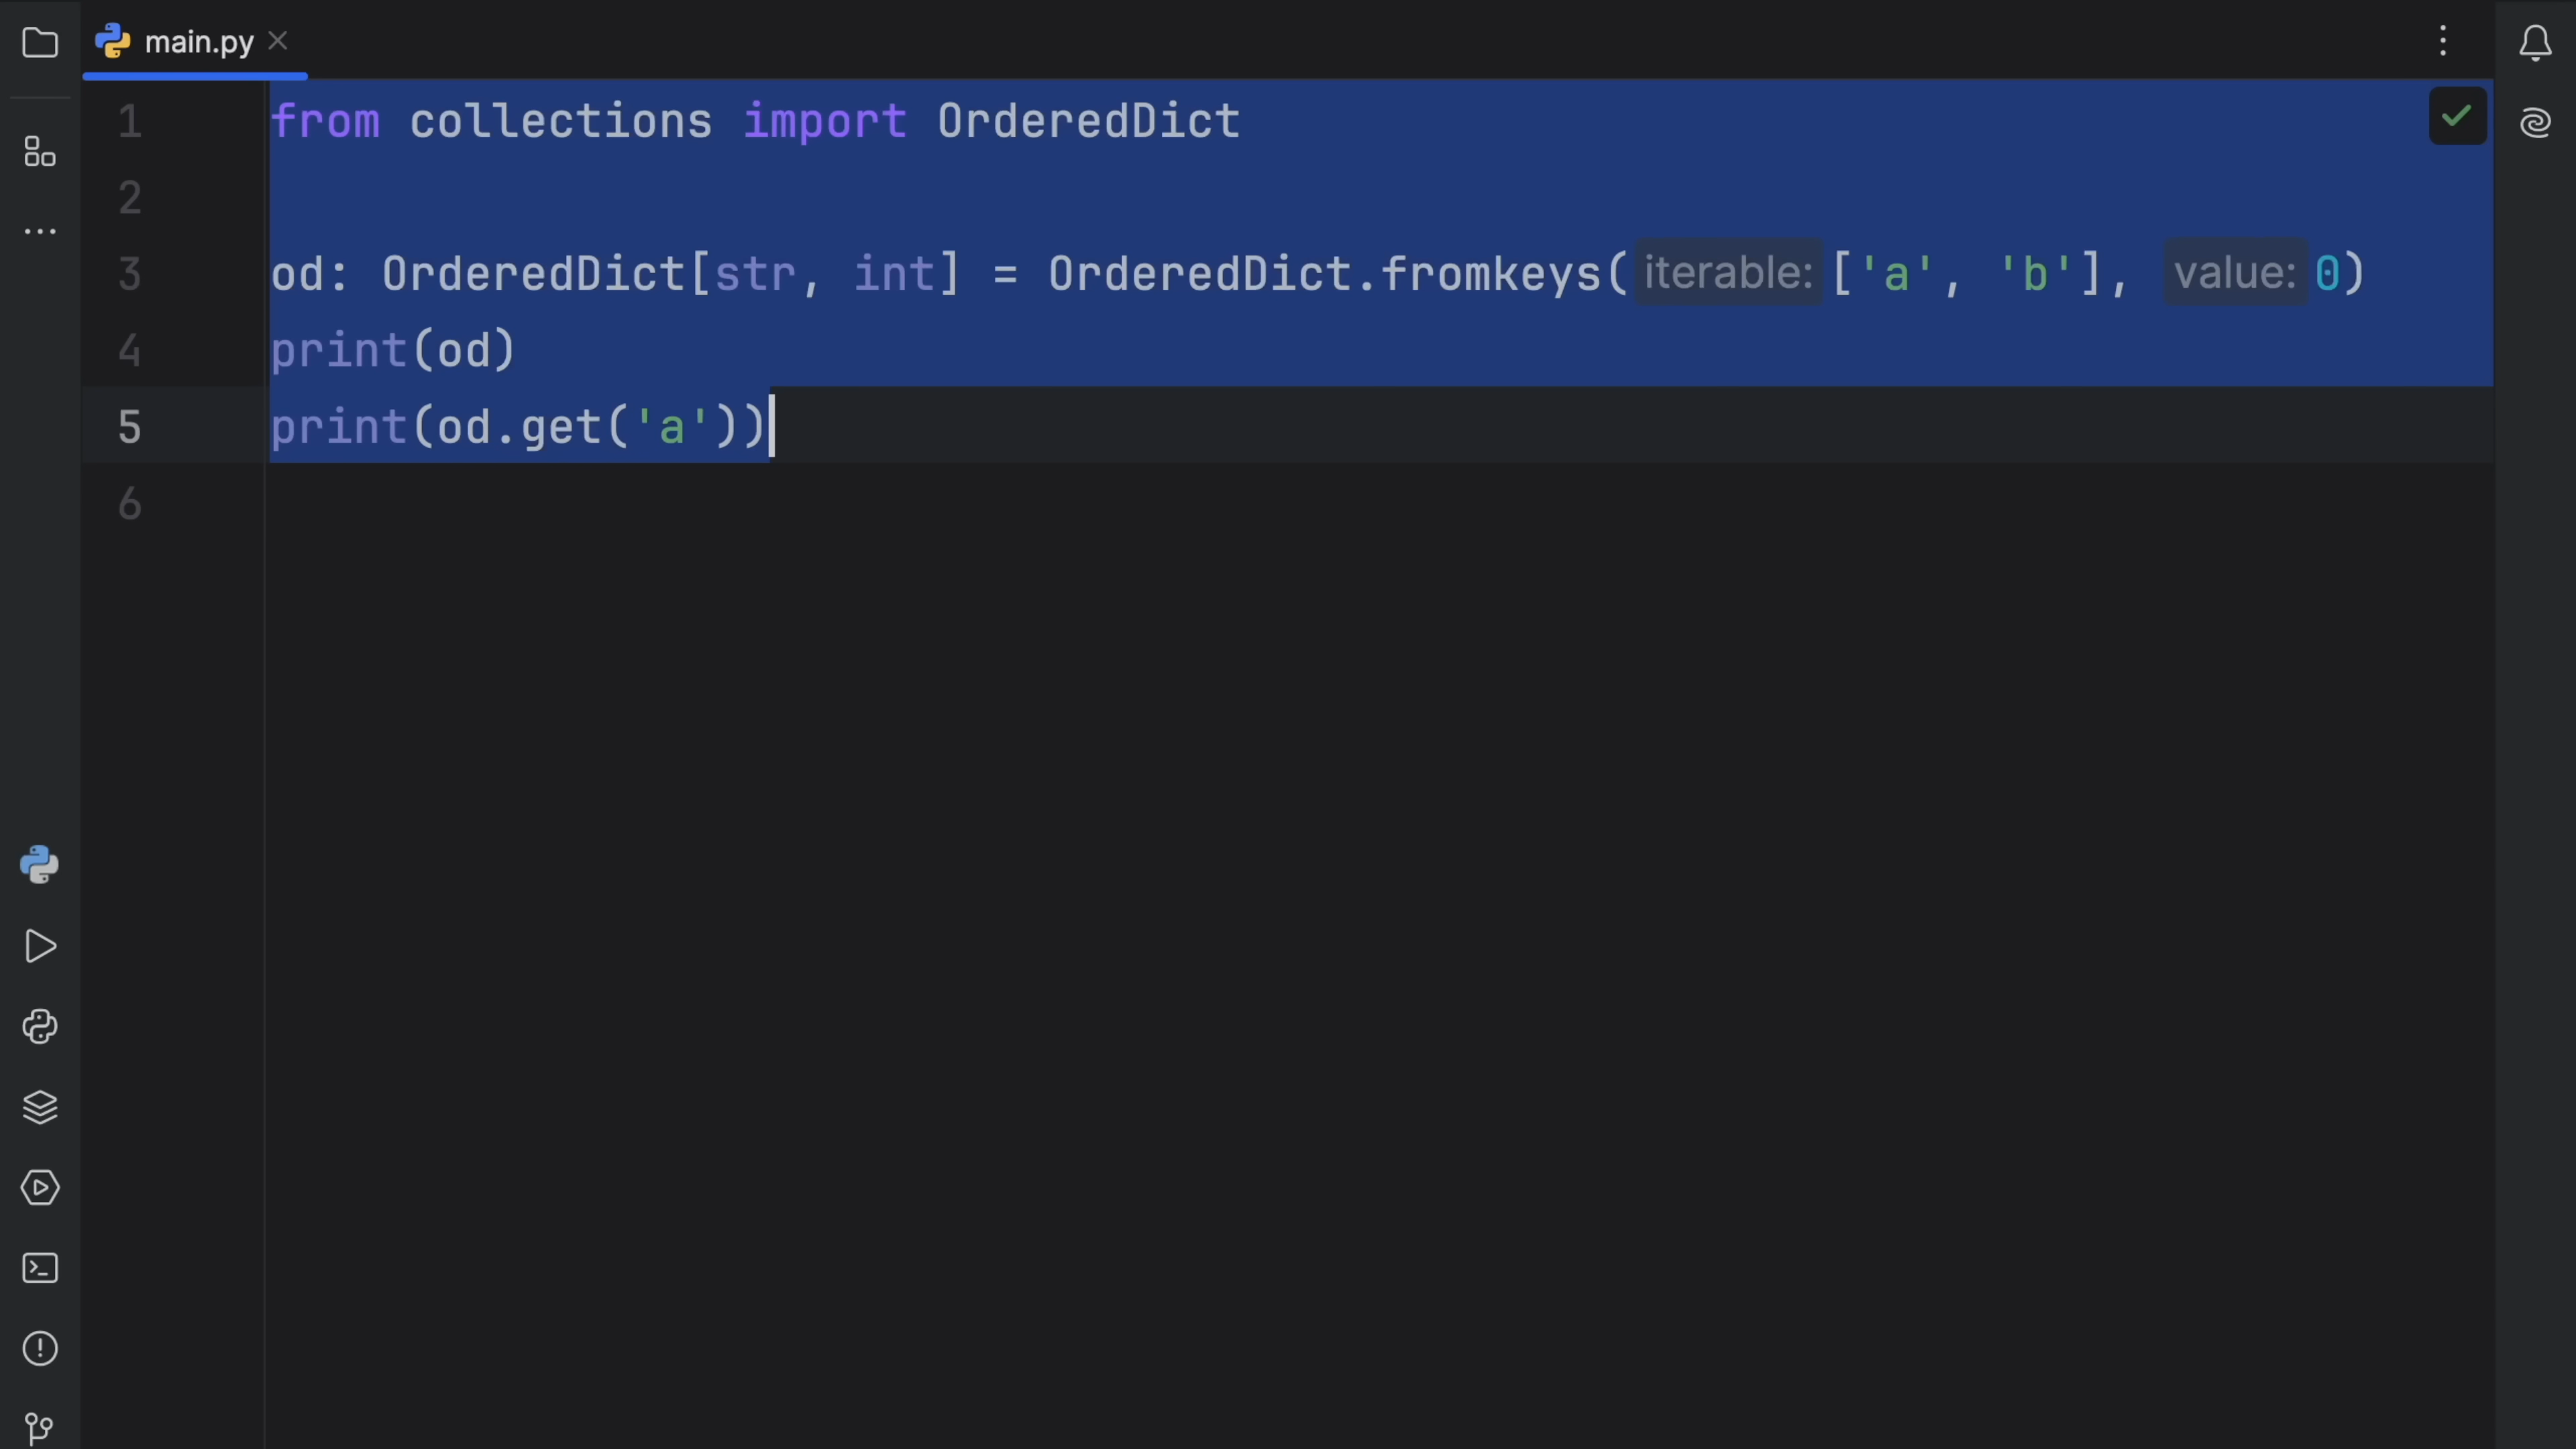 main.py
1 from collections import OrderedDict
2
3 od: OrderedDict[str, int] = OrderedDict.fromkeys( iterable: ['a', 'b'], value: 0)
4 print(od)
5 print(od.get('a'))
6